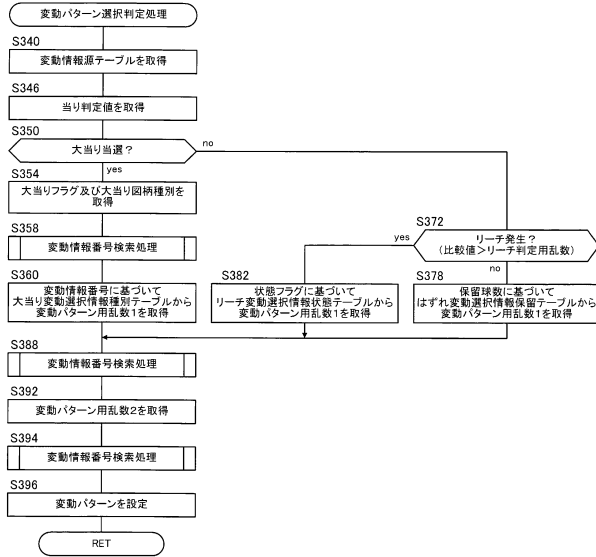 変動パターン選択判定処理
S340
変動情報源テーブルを取得
S346
当り判定値を取得
S350
大当り当選？
no
yes
S354
大当りフラグ及び大当り図柄種別を
取得
S358
変動情報番号検索処理
S360
変動情報番号に基づいて
大当り変動選択情報種別テーブルから
変動パターン用乱数1を取得
S372
リーチ発生？
(比較値＞リーチ判定用乱数)
yes
no
S382
状態フラグに基づいて
リーチ変動選択情報状態テーブルから
変動パターン用乱数1を取得
S378
保留球数に基づいて
はずれ変動選択情報保留テーブルから
変動パターン用乱数1を取得
S388
変動情報番号検索処理
S392
変動パターン用乱数2を取得
S394
変動情報番号検索処理
S396
変動パターンを設定
RET